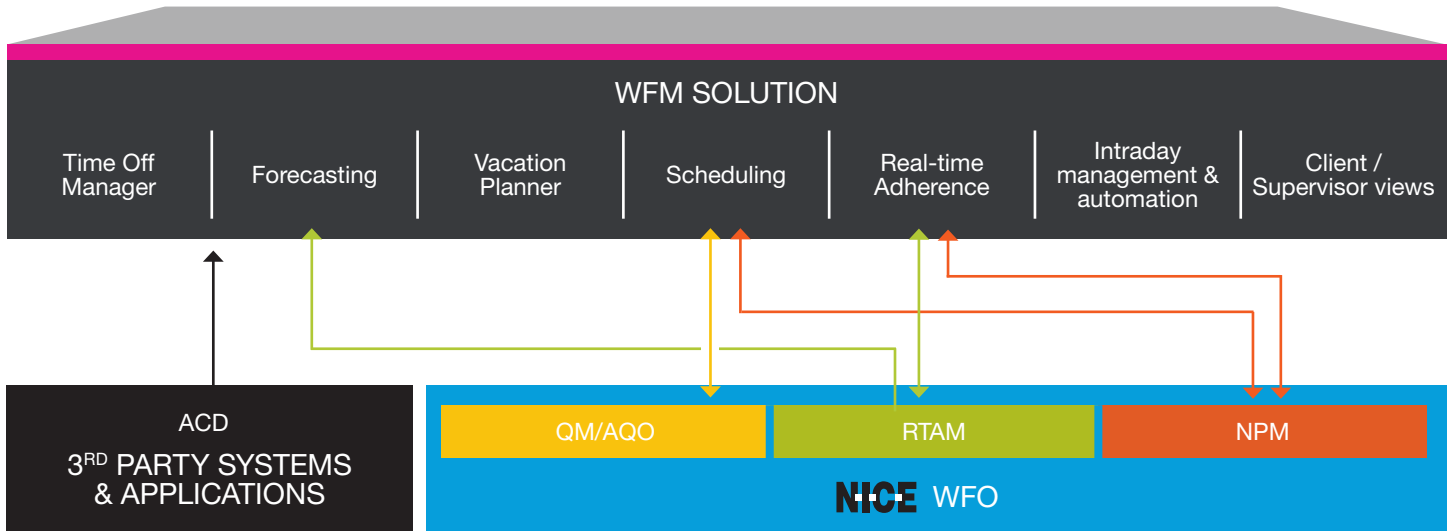 WFM SOLUTION
Time Off
Manager
Forecasting
Vacation
Planner
Scheduling
Real-time
Adherence
Intraday
management &
automation
Client /
Supervisor views
ACD
3RD PARTY SYSTEMS
& APPLICATIONS
QM/AQO
RTAM
NPM
NICE WFO